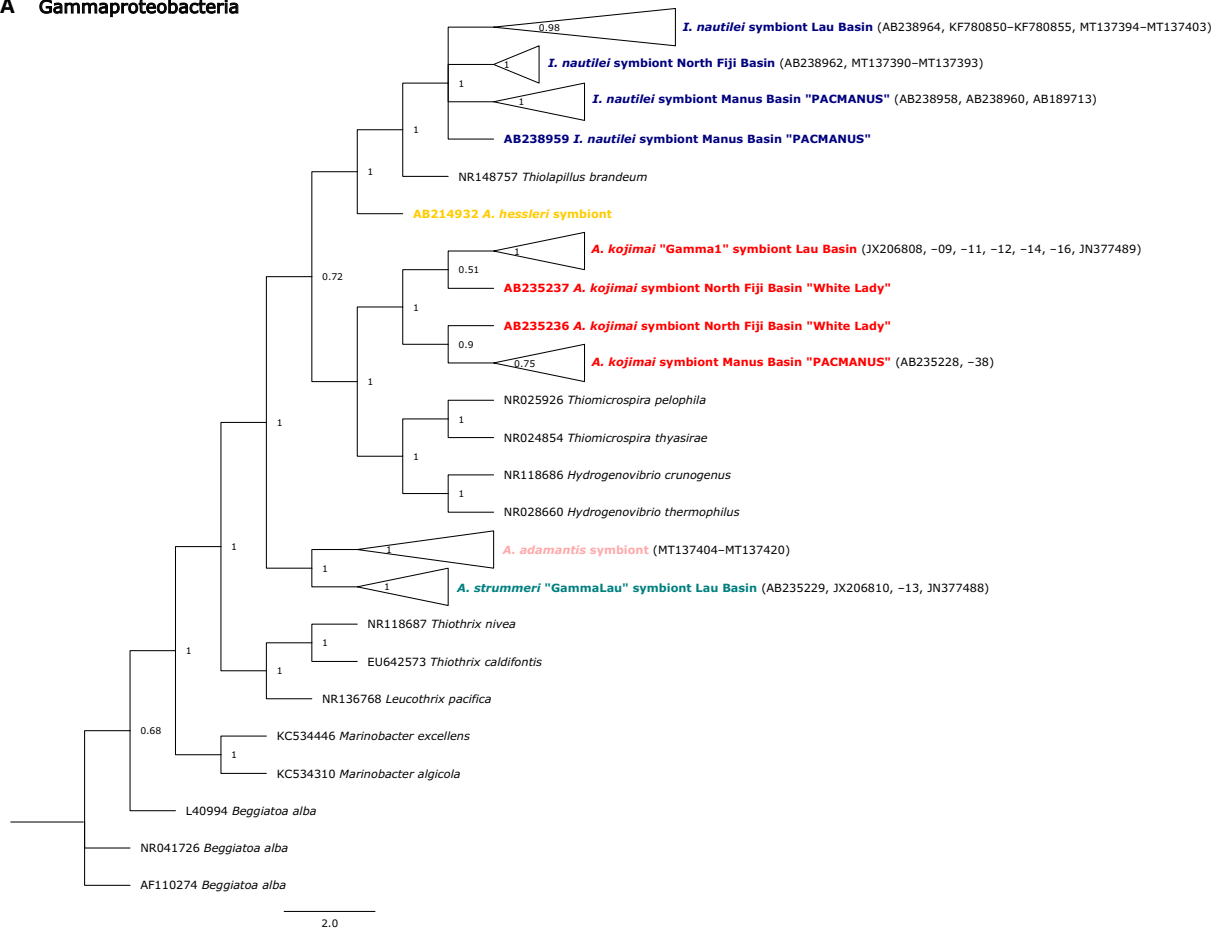 A Gammaproteobacteria
0.98
I. nautilei symbiont Lau Basin (AB238964, KF780850–KF780855, MT137394–MT137403)
1
I. nautilei symbiont North Fiji Basin (AB238962, MT137390–MT137393)
1
1
I. nautilei symbiont Manus Basin "PACMANUS" (AB238958, AB238960, AB189713)
1
AB238959 I. nautilei symbiont Manus Basin "PACMANUS"
1
NR148757 Thiolapillus brandeum
AB214932 A. hessleri symbiont
1
A. kojimai "Gamma1" symbiont Lau Basin (JX206808, –09, –11, –12, –14, –16, JN377489)
0.51
0.72
AB235237 A. kojimai symbiont North Fiji Basin "White Lady"
1
AB235236 A. kojimai symbiont North Fiji Basin "White Lady"
0.9
0.75
A. kojimai symbiont Manus Basin "PACMANUS" (AB235228, –38)
1
NR025926 Thiomicrospira pelophila
1
1
NR024854 Thiomicrospira thyasirae
1
NR118686 Hydrogenovibrio crunogenus
1
NR028660 Hydrogenovibrio thermophilus
1
1
A. adamantis symbiont (MT137404–MT137420)
1
1
A. strummeri "GammaLau" symbiont Lau Basin (AB235229, JX206810, –13, JN377488)
NR118687 Thiothrix nivea
1
1
EU642573 Thiothrix caldifontis
1
NR136768 Leucothrix pacifica
0.68
KC534446 Marinobacter excellens
1
KC534310 Marinobacter algicola
L40994 Beggiatoa alba
NR041726 Beggiatoa alba
AF110274 Beggiatoa alba
2.0